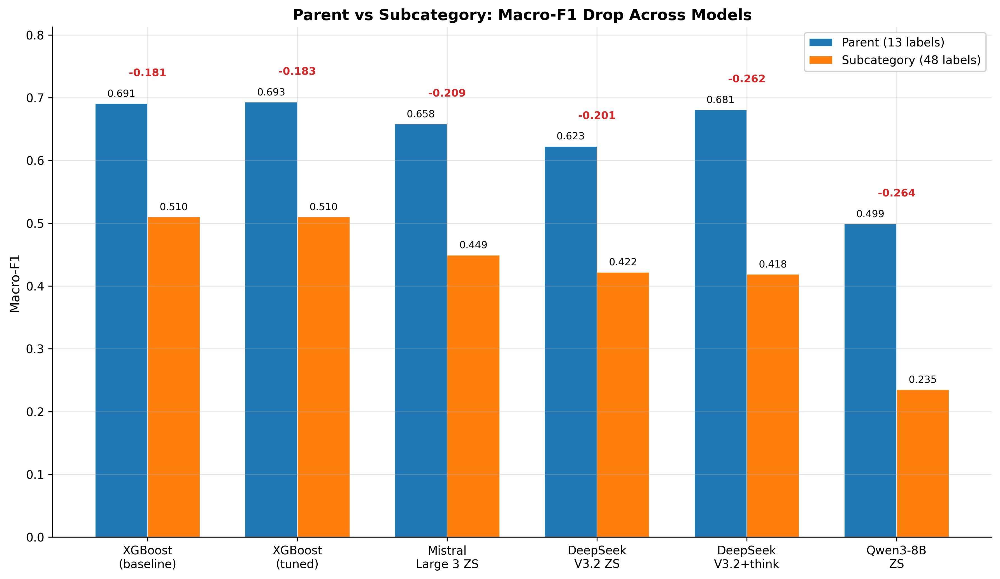 Parent vs Subcategory: Macro-F1 Drop Across Models
Parent (13 labels)
Subcategory (48 labels)
Macro-F1
0.8
0.7
0.6
0.5
0.4
0.3
0.2
0.1
0.0
-0.181
0.691
0.510
-0.183
0.693
0.510
-0.209
0.658
0.449
-0.201
0.623
0.422
-0.262
0.681
0.418
-0.264
0.499
0.235
XGBoost
(baseline)
XGBoost
(tuned)
Mistral
Large 3 ZS
DeepSeek
V3.2 ZS
DeepSeek
V3.2+think
Qwen3-8B
ZS